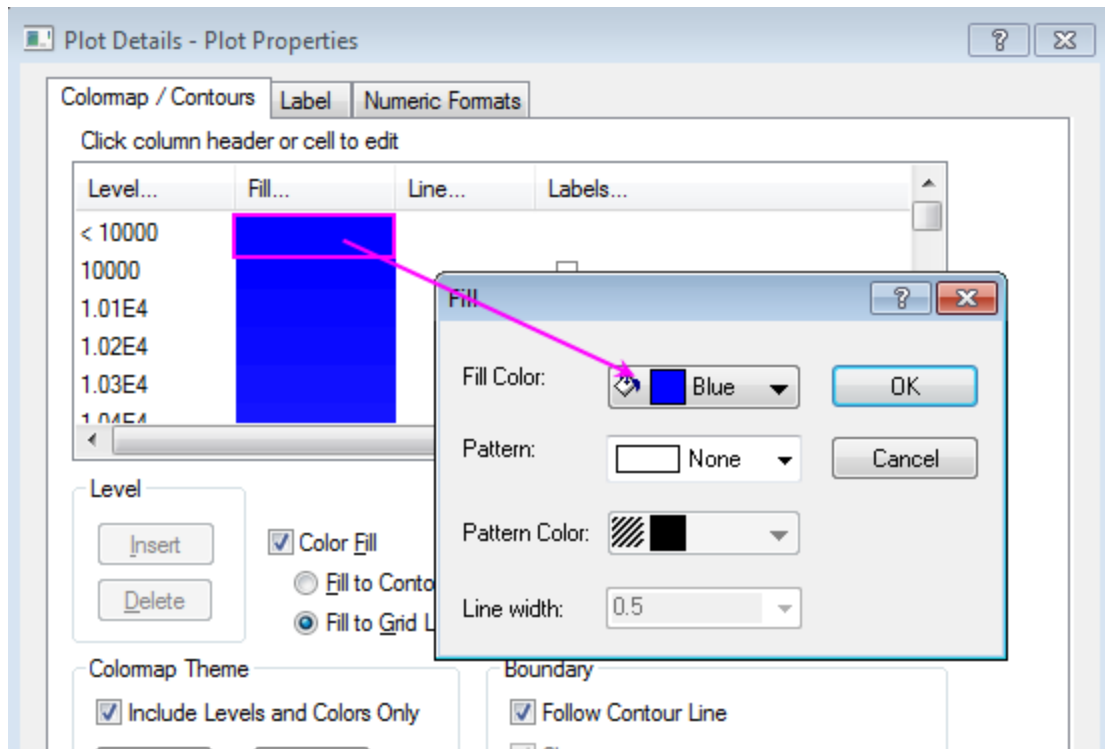 Plot Details - Plot Properties
Colormap / Contours Label Numeric Formats
Click column header or cell to edit
Level... Fill... Line... Labels...
< 10000
10000
1.01E4
1.02E4
1.03E4
1.04E4
Fill
Fill Color: Blue OK
Pattern: None Cancel
Pattern Color:
Line width: 0.5
Level
Insert
Delete
Color Fill
Fill to Conto
Fill to Grid L
Colormap Theme
Include Levels and Colors Only
Boundary
Follow Contour Line